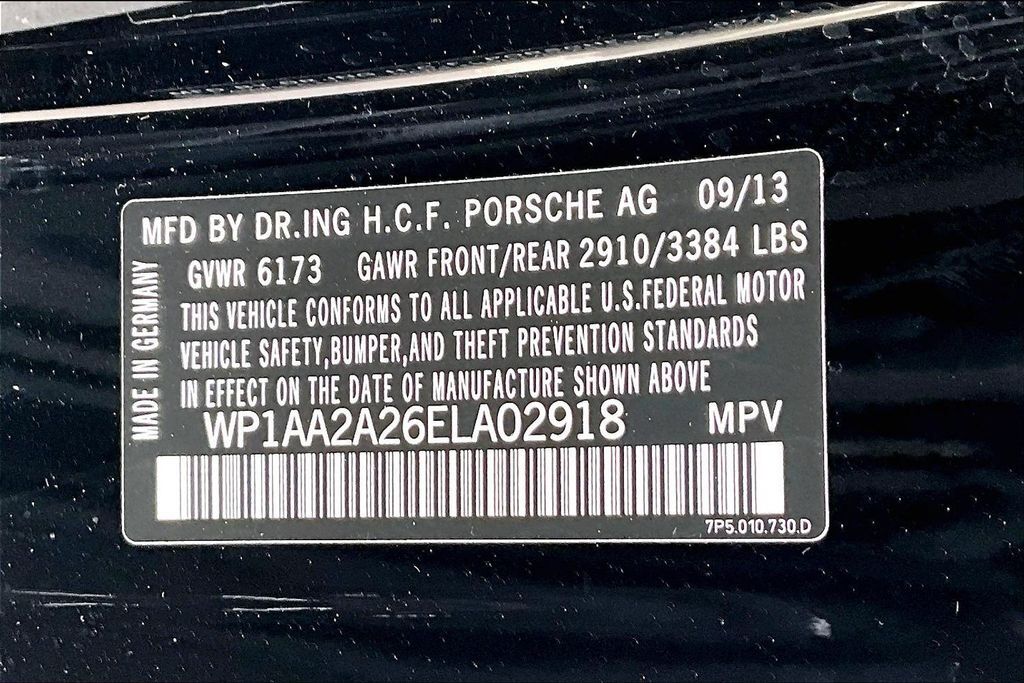 MFD BY DR.ING H.C.F. PORSCHE AG 09/13
GVWR 6173 GAWR FRONT/REAR 2910/3384 LBS
THIS VEHICLE CONFORMS TO ALL APPLICABLE U.S.FEDERAL MOTOR
VEHICLE SAFETY,BUMPER,AND THEFT PREVENTION STANDARDS
IN EFFECT ON THE DATE OF MANUFACTURE SHOWN ABOVE
WP1AA2A26ELA02918 MPV
7P5.010.730.D
MADE IN GERMANY